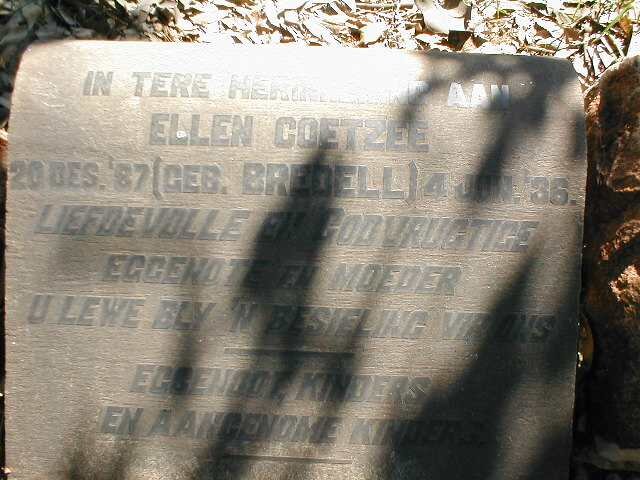 IN TERE HERINNERING AAN
ELLEN COETZEE
20 DES. '87 (GEB. BREDELL) 4 JUN. '36.
LIEFDEVOLLE EN GODVRUGTIGE
EGGENOTE EN MOEDER
U LEWE BLY 'N BESIELING VIR ONS
EGGENOOT, KINDERS
EN AANGENOME KINDERS.